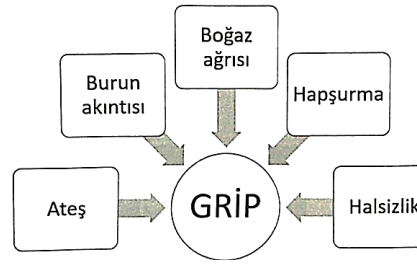 Boğaz
ağrısı
Burun
akıntısı
Hapşurma
Ateş
GRİP
Halsizlik